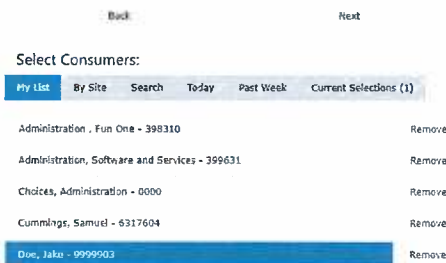 Back Next
Select Consumers:
My List By Site Search Today Past Week Current Selections (1)
Administration , Fun One - 398310 Remove
Administration, Software and Services - 399631 Remove
Choices, Administration - 0000 Remove
Cummings, Samuel - 6317604 Remove
Doe, Jake - 9999903 Remove